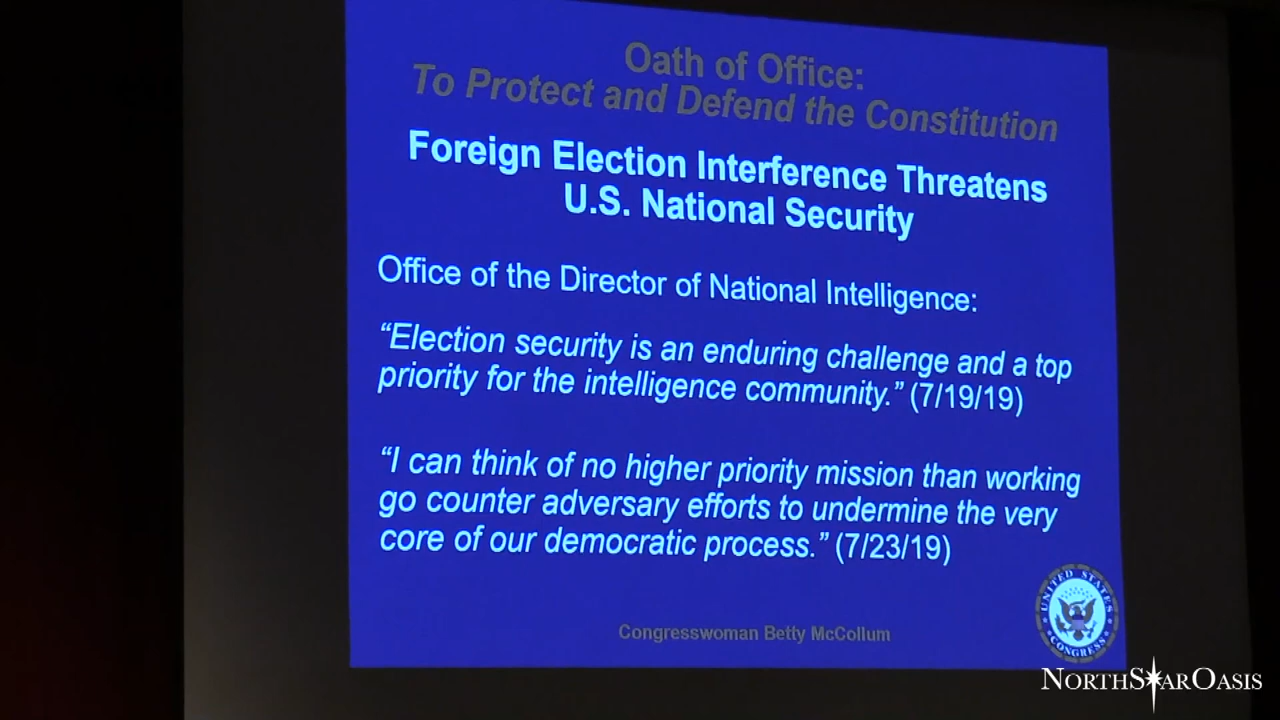 Oath of Office:
To Protect and Defend the Constitution
Foreign Election Interference Threatens
U.S. National Security
Office of the Director of National Intelligence:
“Election security is an enduring challenge and a top
priority for the intelligence community.” (7/19/19)
“I can think of no higher priority mission than working
go counter adversary efforts to undermine the very
core of our democratic process.” (7/23/19)
UNITED STATES
CONGRESS
Congresswoman Betty McCollum
NORTHSTAROASIS